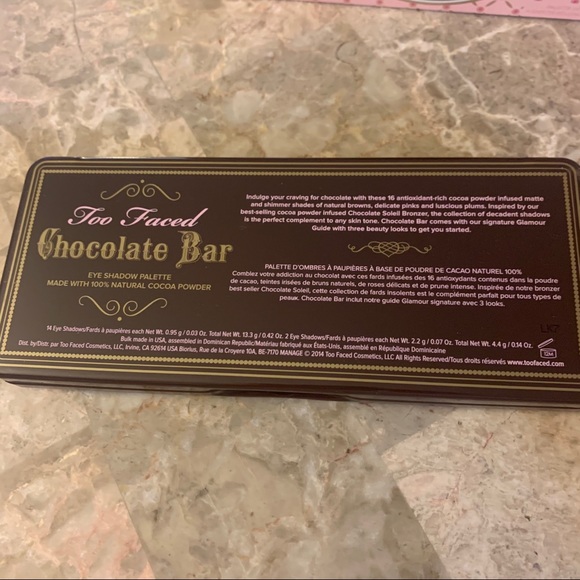 Too Faced
Chocolate Bar
EYE SHADOW PALETTE
MADE WITH 100% NATURAL COCOA POWDER
Indulge your craving for chocolate with these 16 antioxidant-rich cocoa powder infused matte
and shimmer shades of natural browns, delicate pinks and luscious plums. Inspired by our
best-selling cocoa powder infused Chocolate Soleil Bronzer, the collection of decadent shadows
is the perfect complement to any skin tone. Chocolate Bar comes with our signature Glamour
Guide with three beauty looks to get you started.
PALETTE D'OMBRES À PAUPIÈRES À BASE DE POUDRE DE CACAO NATUREL 100%
Comblez votre addiction au chocolat avec ces fards infusées des 16 antioxydants contenus dans la poudre
de cacao, teintes insées de bruns naturels, de roses délicats et de prune intense. Inspirée de notre bronzer
best seller Chocolate Soleil, cette collection de fards insolents est le complément parfait pour tous types de
peaux. Chocolate Bar inclut notre guide Glamour signature avec 3 looks.
LK7
14 Eye Shadows/Fards à paupières each Net Wt. 0.95 g/ 0.03 Oz. Total Wt. 13.3 g/ 0.42 Oz. 2 Eye Shadows/Fards à paupières each Net Wt. 2.2 g/ 0.07 Oz. Total Net Wt. 4.4 g/ 0.14 Oz.
Bulk made in USA, assembled in Dominican Republic/Matériau fabriqué aux États-Unis, assemblé en République Dominicaine
Dist. by/Distr. par Too Faced Cosmetics, LLC, Irvine, CA 92614 USA Biorius, Rue de la Croyere 10A, BE-7170 MANAGE © 2014 Too Faced Cosmetics, LLC All Rights Reserved/Tous droits réservés www.toofaced.com
12M